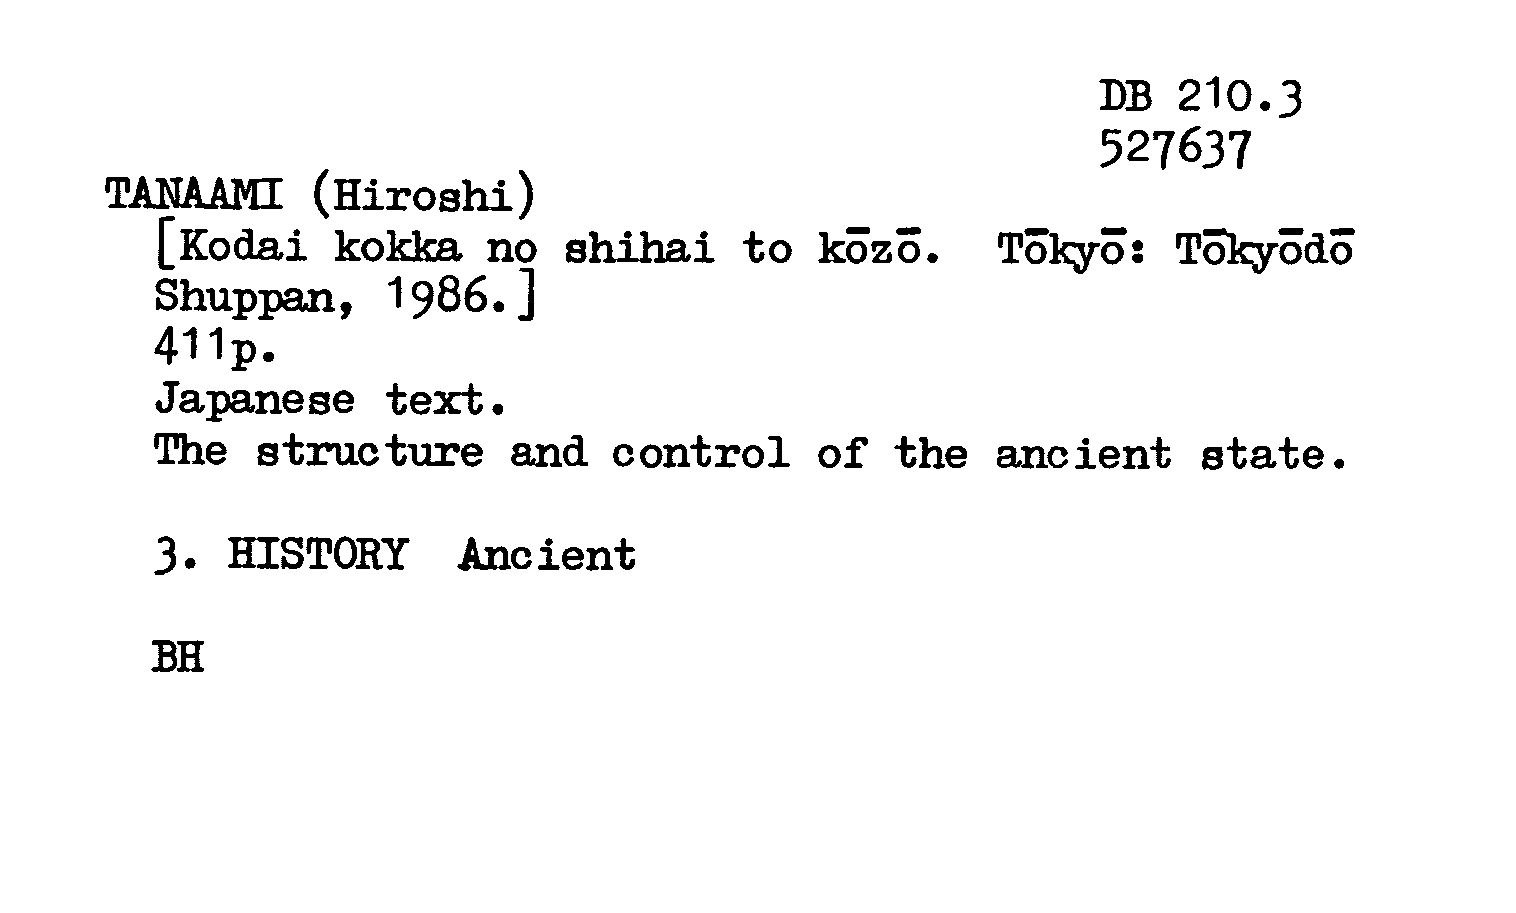 DB 210.3
527637
TANAAMI (Hiroshi)
[Kodai kokka no shihai to kōzō. Tōkyō: Tōkyōdō
Shuppan, 1986.]
411p.
Japanese text.
The structure and control of the ancient state.
3. HISTORY Ancient
BH